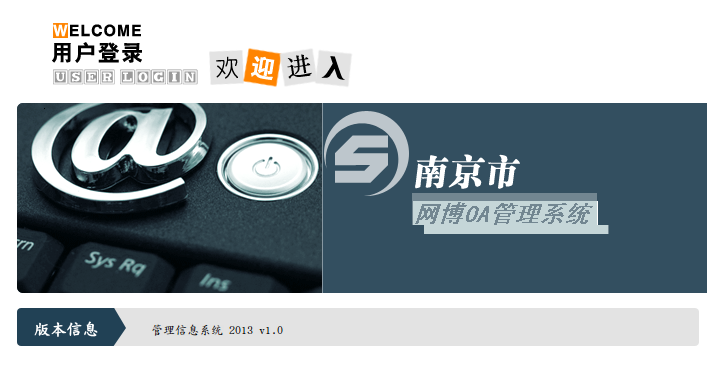 WELCOME
用户登录
USER LOGIN
欢迎进入
南京市
网博OA管理系统
Sys Rq
Ins
版本信息
管理信息系统 2013 v1.0